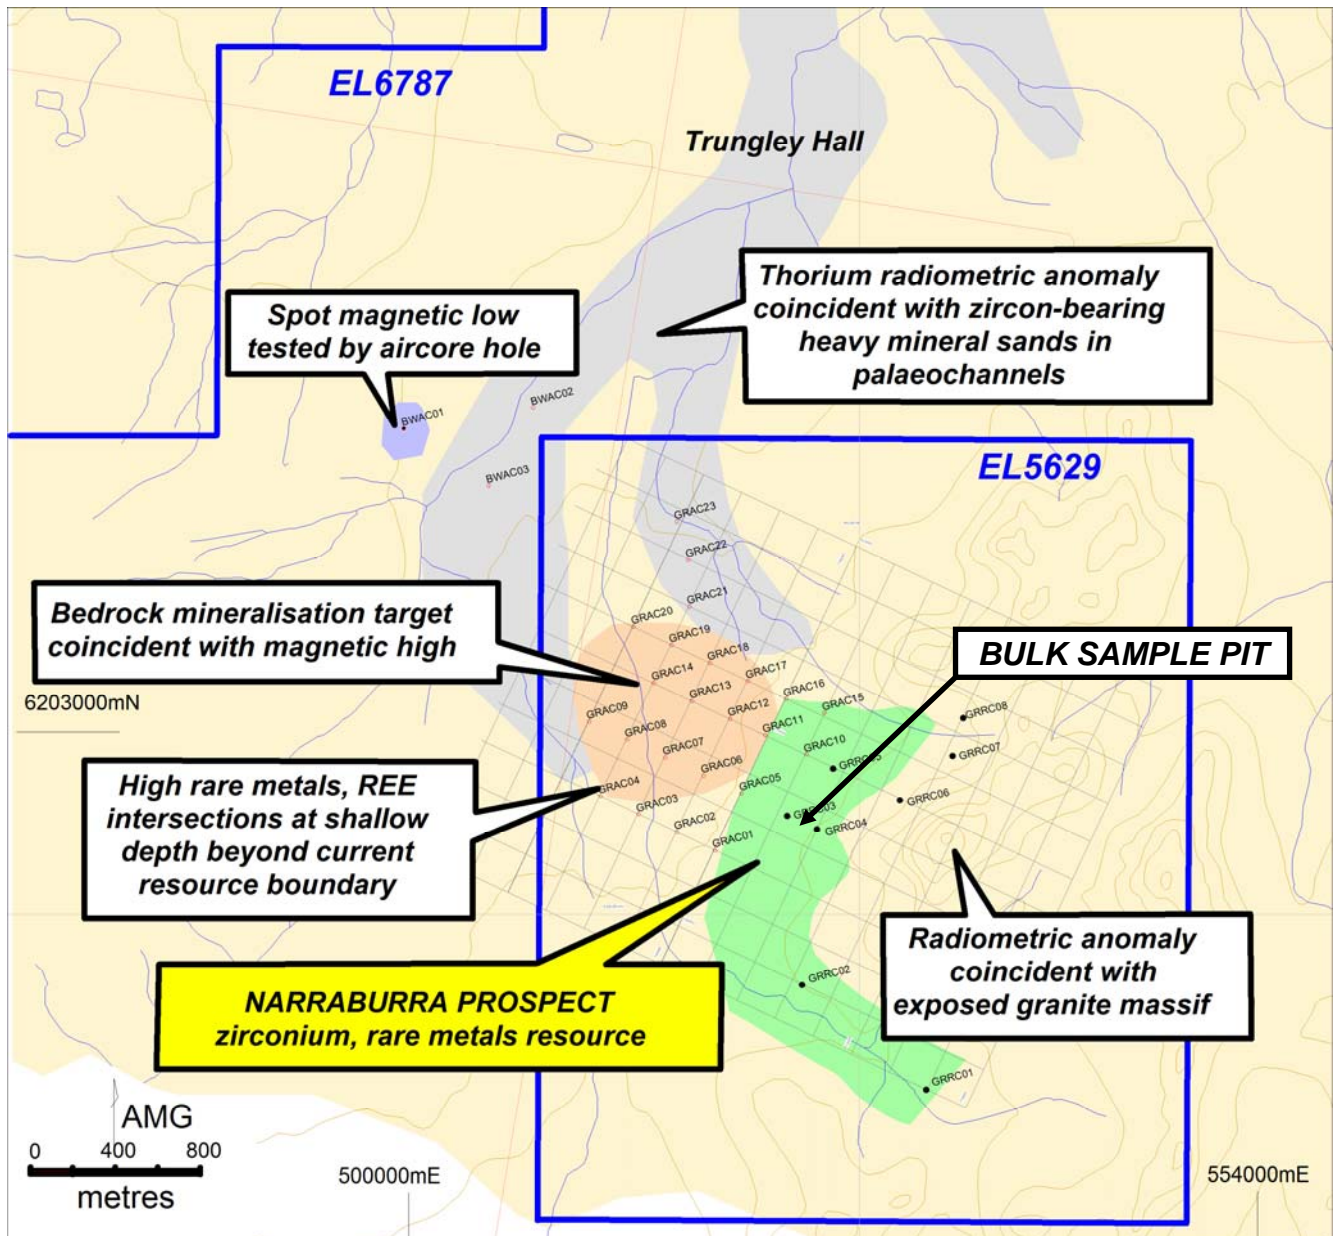 EL6787
Trungley Hall
Thorium radiometric anomaly
coincident with zircon-bearing
heavy mineral sands in
palaeochannels
Spot magnetic low
tested by aircore hole
BWAC01
BWAC02
BWAC03
EL5629
GRAC23
GRAC22
GRAC21
GRAC20
GRAC19
GRAC18
GRAC17
GRAC16
GRAC15
GRAC14
GRAC13
GRAC12
GRAC11
GRAC10
GRAC09
GRAC08
GRAC07
GRAC06
GRAC05
GRAC04
GRAC03
GRAC02
GRAC01
Bedrock mineralisation target
coincident with magnetic high
BULK SAMPLE PIT
6203000mN
GRRC08
GRRC07
GRRC06
GRRC03
GRRC04
High rare metals, REE
intersections at shallow
depth beyond current
resource boundary
Radiometric anomaly
coincident with
exposed granite massif
GRRC02
NARRABURRA PROSPECT
zirconium, rare metals resource
GRRC01
AMG
0 400 800
metres
500000mE
554000mE